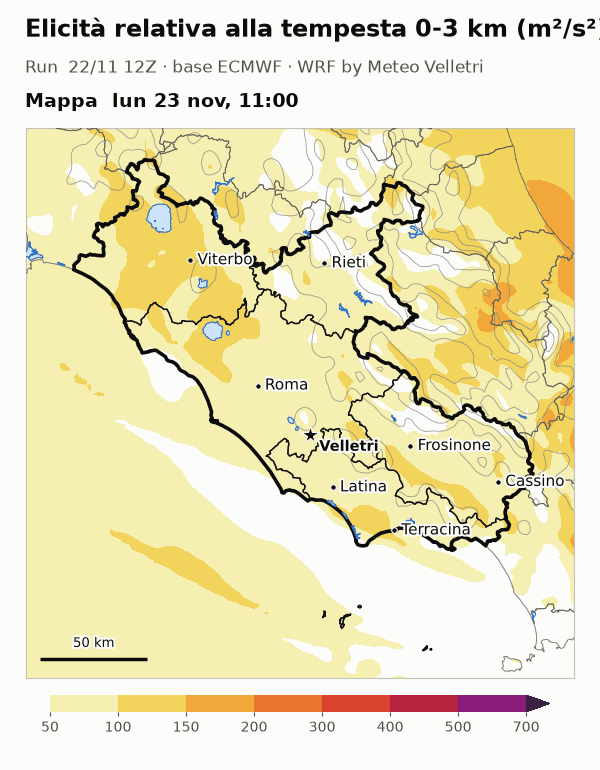 Elicità relativa alla tempesta 0-3 km (m²/s²)
Run 22/11 12Z · base ECMWF · WRF by Meteo Velletri
Mappa lun 23 nov, 11:00
Viterbo
Rieti
Roma
Velletri
Frosinone
Latina
Cassino
Terracina
50 km
50 100 150 200 300 400 500 700